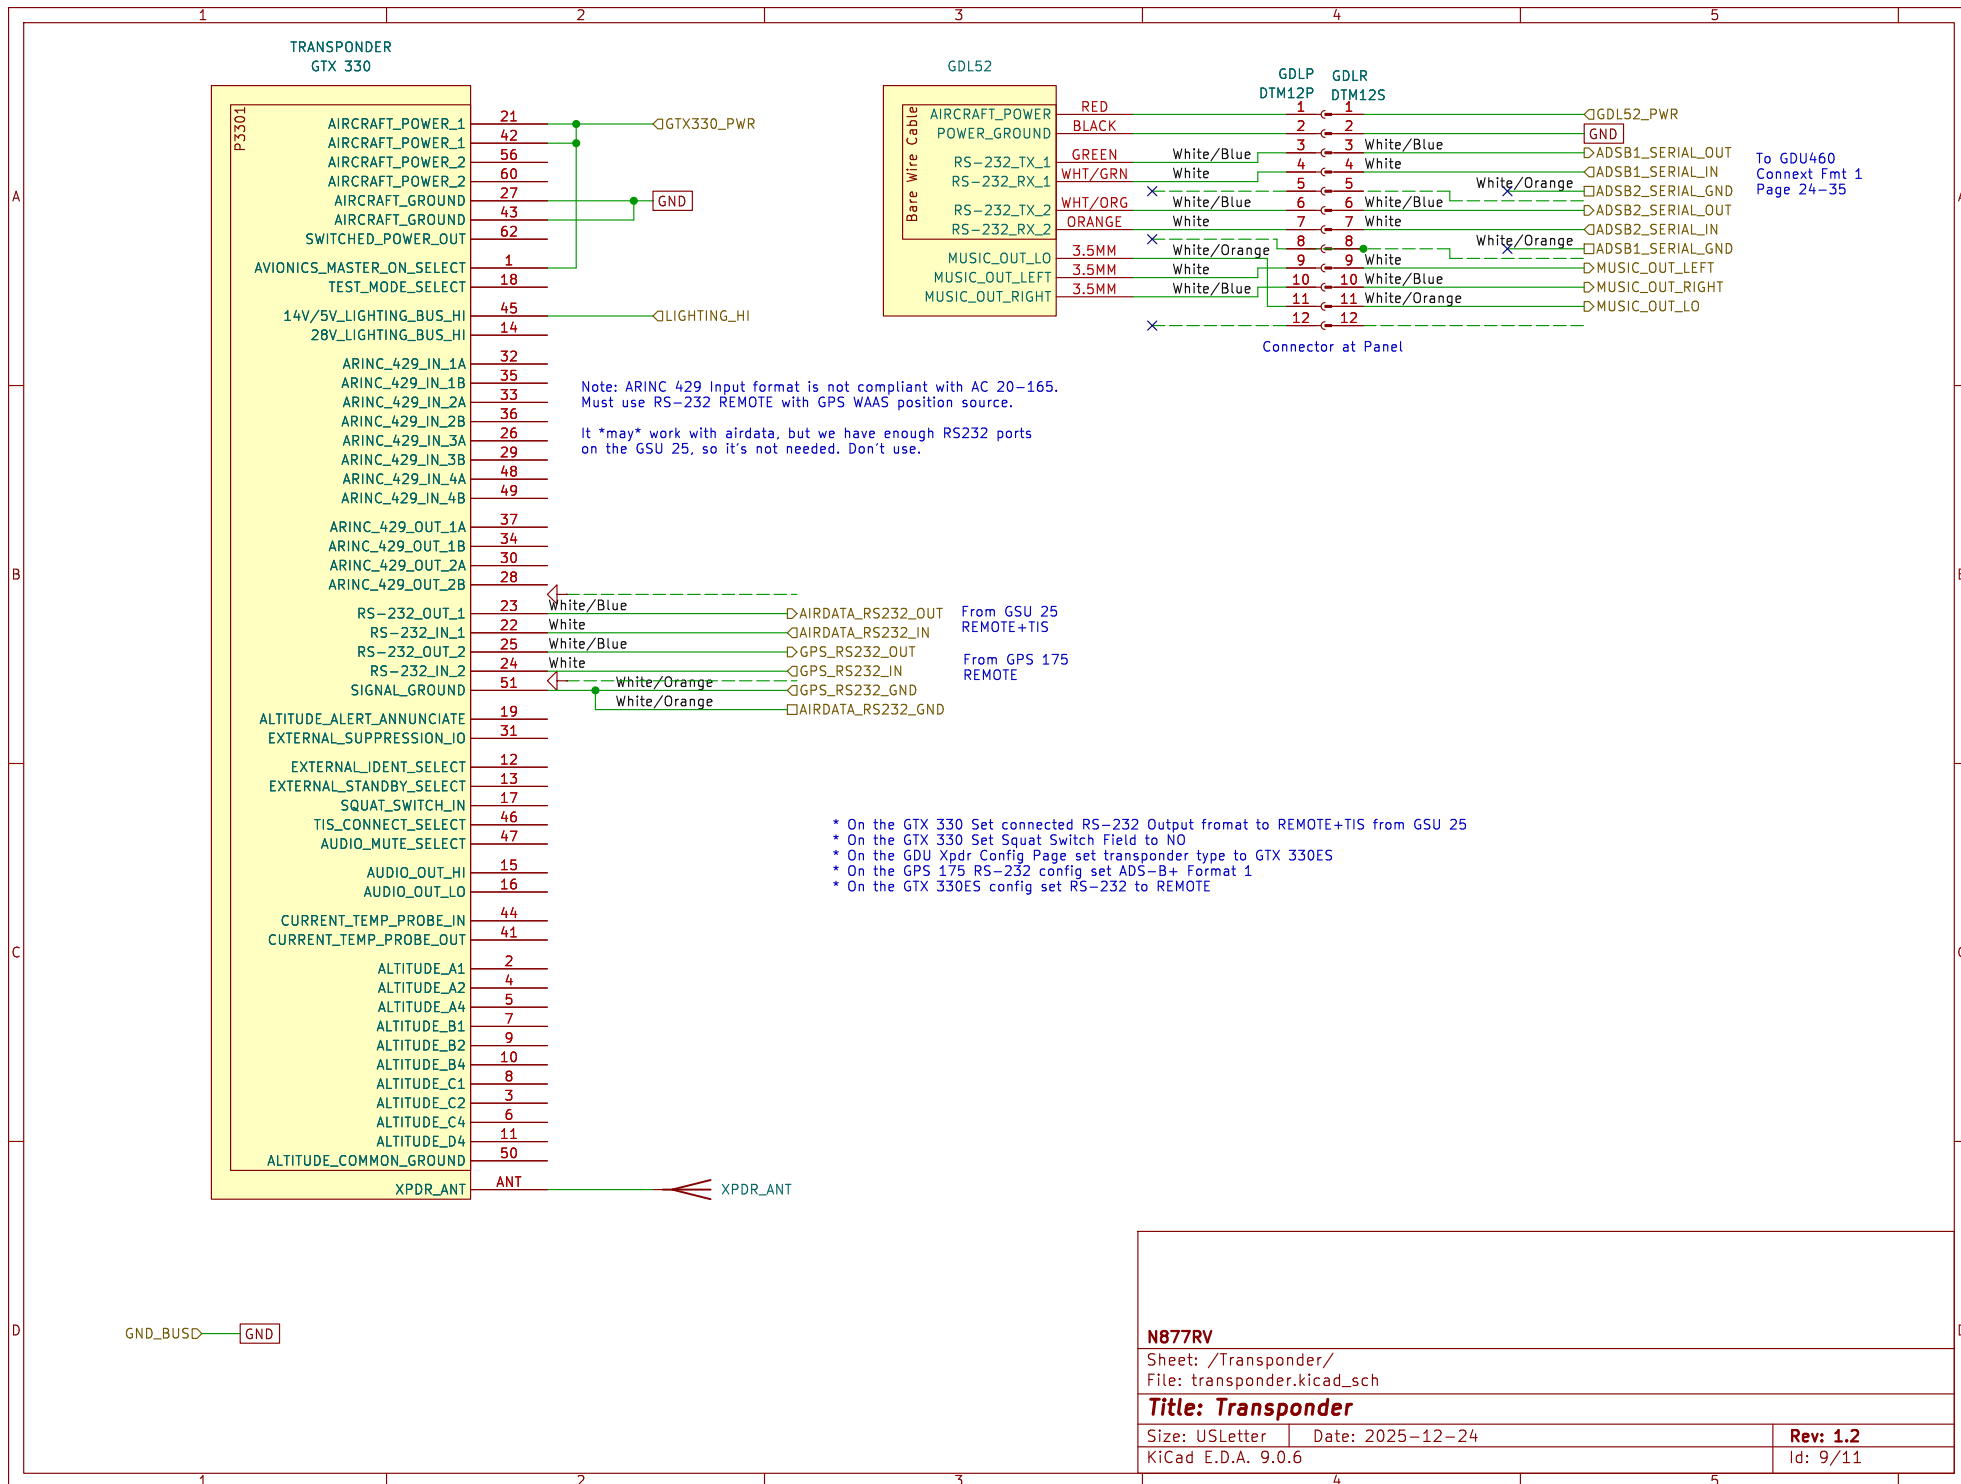 1 2 3 4 5
A
B
C
D
TRANSPONDER
GTX 330
P3301
AIRCRAFT_POWER_1 21
AIRCRAFT_POWER_1 42
AIRCRAFT_POWER_2 56
AIRCRAFT_POWER_2 60
AIRCRAFT_GROUND 27
AIRCRAFT_GROUND 43
SWITCHED_POWER_OUT 62
AVIONICS_MASTER_ON_SELECT 1
TEST_MODE_SELECT 18
14V/5V_LIGHTING_BUS_HI 45
28V_LIGHTING_BUS_HI 14
ARINC_429_IN_1A 32
ARINC_429_IN_1B 35
ARINC_429_IN_2A 33
ARINC_429_IN_2B 36
ARINC_429_IN_3A 26
ARINC_429_IN_3B 29
ARINC_429_IN_4A 48
ARINC_429_IN_4B 49
ARINC_429_OUT_1A 37
ARINC_429_OUT_1B 34
ARINC_429_OUT_2A 30
ARINC_429_OUT_2B 28
RS-232_OUT_1 23 White/Blue AIRDATA_RS232_OUT
RS-232_IN_1 22 White AIRDATA_RS232_IN
RS-232_OUT_2 25 White/Blue GPS_RS232_OUT
RS-232_IN_2 24 White GPS_RS232_IN
SIGNAL_GROUND 51 White/Orange GPS_RS232_GND
White/Orange AIRDATA_RS232_GND
ALTITUDE_ALERT_ANNUNCIATE 19
EXTERNAL_SUPPRESSION_IO 31
EXTERNAL_IDENT_SELECT 12
EXTERNAL_STANDBY_SELECT 13
SQUAT_SWITCH_IN 17
TIS_CONNECT_SELECT 46
AUDIO_MUTE_SELECT 47
AUDIO_OUT_HI 15
AUDIO_OUT_LO 16
CURRENT_TEMP_PROBE_IN 44
CURRENT_TEMP_PROBE_OUT 41
ALTITUDE_A1 2
ALTITUDE_A2 4
ALTITUDE_A4 5
ALTITUDE_B1 7
ALTITUDE_B2 9
ALTITUDE_B4 10
ALTITUDE_C1 8
ALTITUDE_C2 3
ALTITUDE_C4 6
ALTITUDE_D4 11
ALTITUDE_COMMON_GROUND 50
XPDR_ANT ANT XPDR_ANT
GTX330_PWR
GND
LIGHTING_HI
From GSU 25
REMOTE+TIS
From GPS 175
REMOTE
Note: ARINC 429 Input format is not compliant with AC 20-165.
Must use RS-232 REMOTE with GPS WAAS position source.
It *may* work with airdata, but we have enough RS232 ports
on the GSU 25, so it's not needed. Don't use.
GDL52
Bare Wire Cable
GDLP GDLR
DTM12P DTM12S
AIRCRAFT_POWER RED 1 1 GDL52_PWR
POWER_GROUND BLACK 2 2 GND
RS-232_TX_1 GREEN White/Blue 3 3 White/Blue ADSB1_SERIAL_OUT
RS-232_RX_1 WHT/GRN White 4 4 White ADSB1_SERIAL_IN
5 5 White/Orange ADSB2_SERIAL_GND
RS-232_TX_2 WHT/ORG White/Blue 6 6 White/Blue ADSB2_SERIAL_OUT
RS-232_RX_2 ORANGE White 7 7 White ADSB2_SERIAL_IN
8 8 White/Orange ADSB1_SERIAL_GND
MUSIC_OUT_LO 3.5MM White/Orange 9 9 White MUSIC_OUT_LEFT
MUSIC_OUT_LEFT 3.5MM White 10 10 White/Blue MUSIC_OUT_RIGHT
MUSIC_OUT_RIGHT 3.5MM White/Blue 11 11 White/Orange MUSIC_OUT_LO
12 12
Connector at Panel
To GDU460
Connext Fmt 1
Page 24-35
* On the GTX 330 Set connected RS-232 Output fromat to REMOTE+TIS from GSU 25
* On the GTX 330 Set Squat Switch Field to NO
* On the GDU Xpdr Config Page set transponder type to GTX 330ES
* On the GPS 175 RS-232 config set ADS-B+ Format 1
* On the GTX 330ES config set RS-232 to REMOTE
GND_BUS GND
N877RV
Sheet: /Transponder/
File: transponder.kicad_sch
Title: Transponder
Size: USLetter Date: 2025-12-24 Rev: 1.2
KiCad E.D.A. 9.0.6 Id: 9/11
1 2 3 4 5